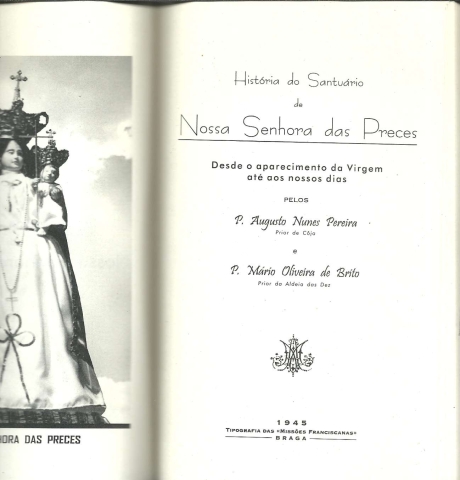 HORA DAS PRECES
História do Santuário
de
Nossa Senhora das Preces
Desde o aparecimento da Virgem
até aos nossos dias
PELOS
P. Augusto Nunes Pereira
Prior de Côja
e
P. Mário Oliveira de Brito
Prior da Aldeia das Dez
1945
TIPOGRAFIA DAS «MISSÕES FRANCISCANAS»
BRAGA